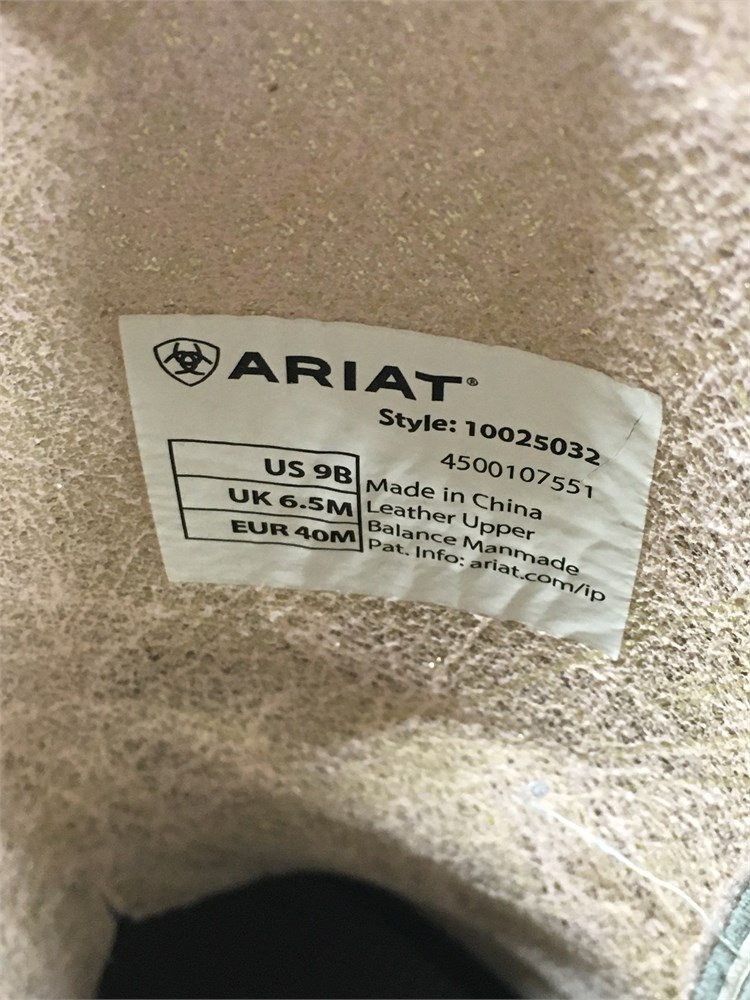 ARIAT®
Style: 10025032
4500107551
US 9B
UK 6.5M
EUR 40M
Made in China
Leather Upper
Balance Manmade
Pat. Info: ariat.com/ip